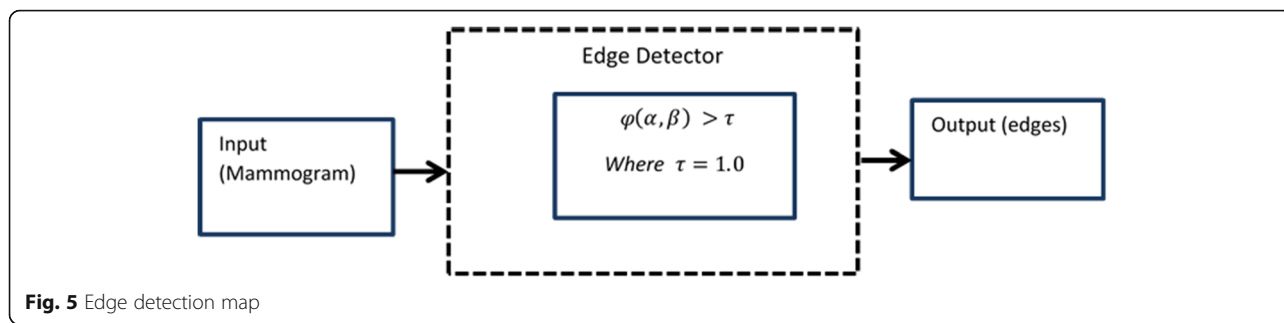 Edge Detector
Input
(Mammogram)
φ(α, β) > τ
Where τ = 1.0
Output (edges)
Fig. 5 Edge detection map